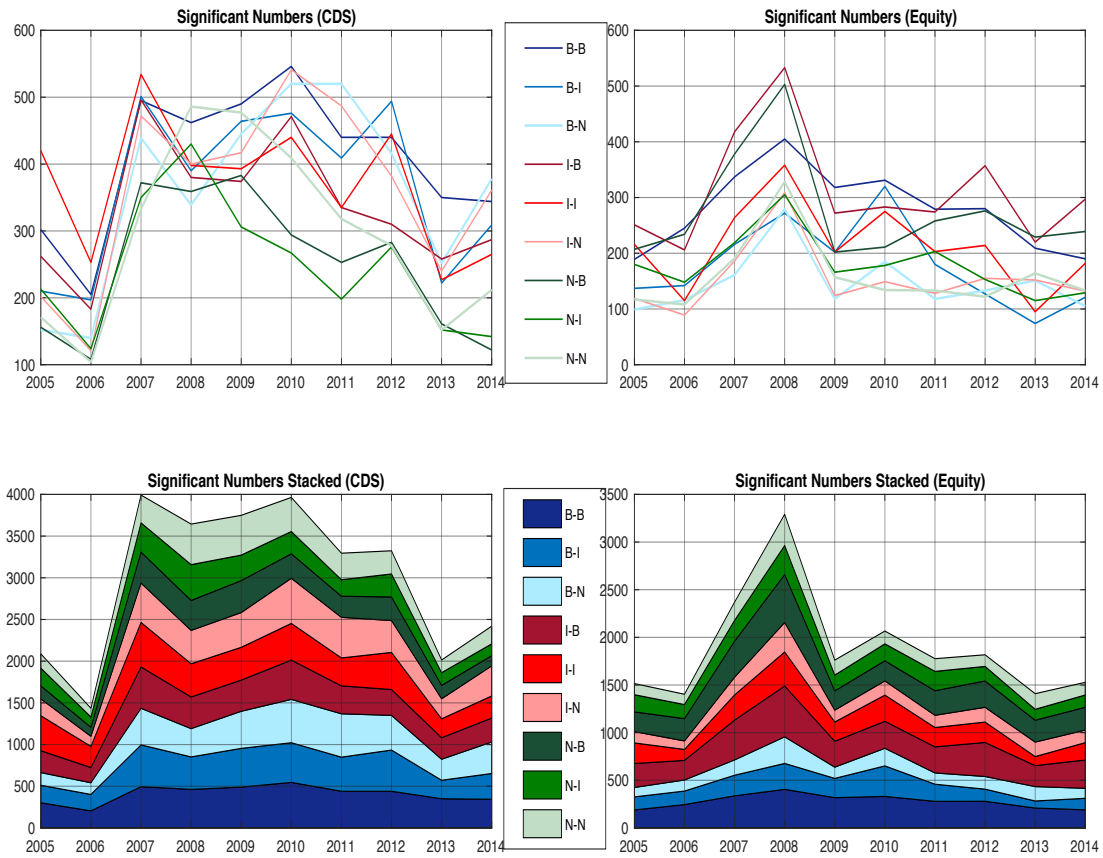 Significant Numbers (CDS)
600
500
400
300
200
100
2005 2006 2007 2008 2009 2010 2011 2012 2013 2014
B-B
B-I
B-N
I-B
I-I
I-N
N-B
N-I
N-N
Significant Numbers (Equity)
600
500
400
300
200
100
0
2005 2006 2007 2008 2009 2010 2011 2012 2013 2014
Significant Numbers Stacked (CDS)
4000
3500
3000
2500
2000
1500
1000
500
0
2005 2006 2007 2008 2009 2010 2011 2012 2013 2014
B-B
B-I
B-N
I-B
I-I
I-N
N-B
N-I
N-N
Significant Numbers Stacked (Equity)
3500
3000
2500
2000
1500
1000
500
0
2005 2006 2007 2008 2009 2010 2011 2012 2013 2014